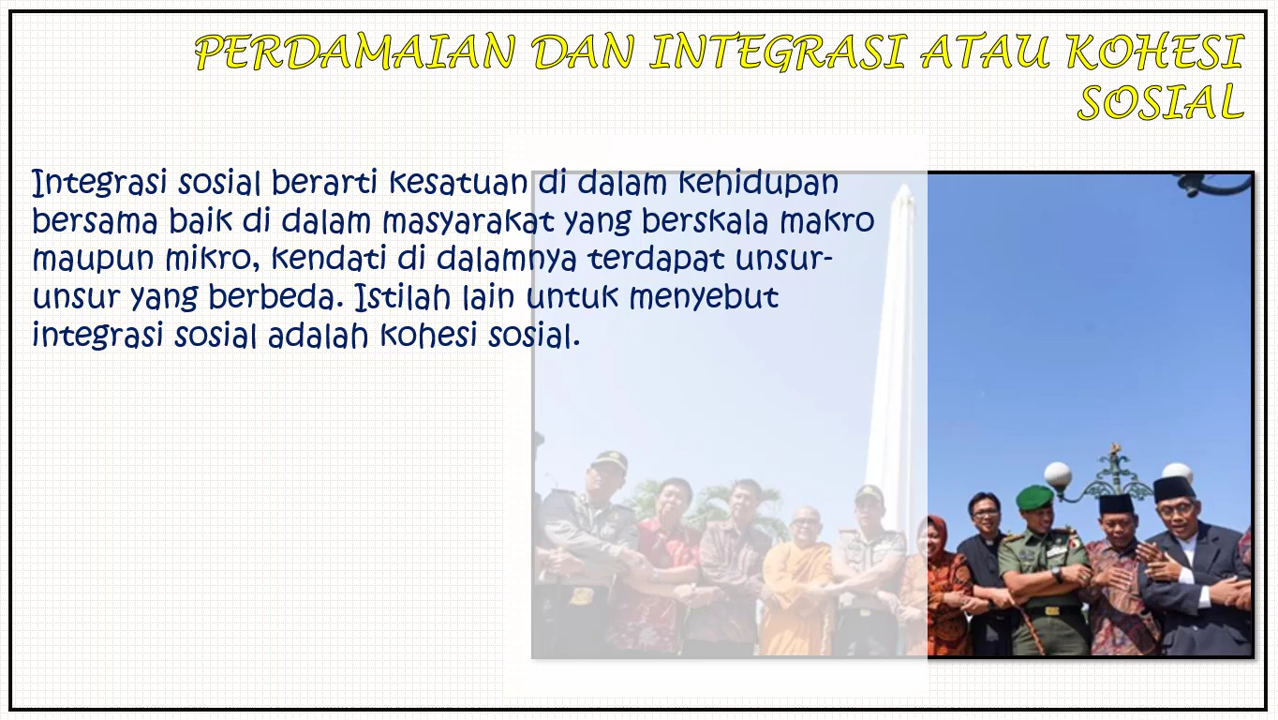 PERDAMAIAN DAN INTEGRASI ATAU KOHESI
SOSIAL
Integrasi sosial berarti kesatuan di dalam kehidupan
bersama baik di dalam masyarakat yang berskala makro
maupun mikro, kendati di dalamnya terdapat unsur-
unsur yang berbeda. Istilah lain untuk menyebut
integrasi sosial adalah kohesi sosial.